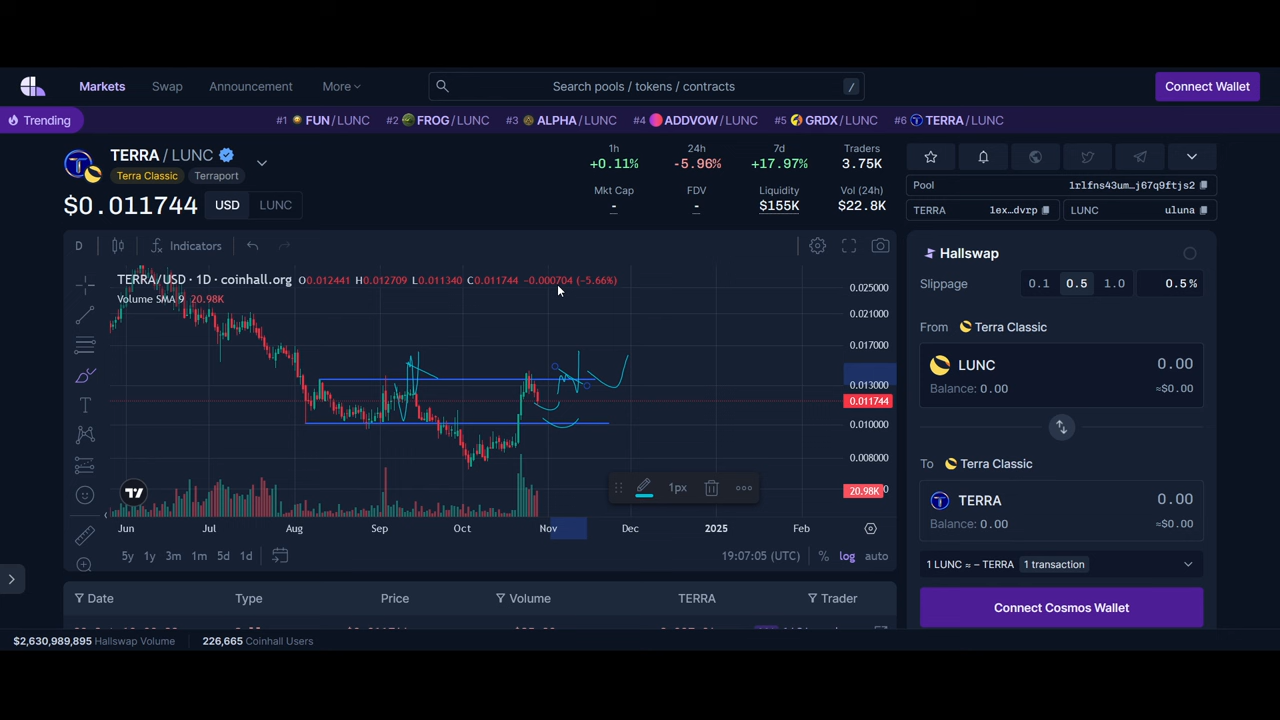 Markets Swap Announcement More Search pools / tokens / contracts / Connect Wallet
Trending #1 FUN/LUNC #2 FROG/LUNC #3 ALPHA/LUNC #4 ADDVOW/LUNC #5 GRDX/LUNC #6 TERRA/LUNC
TERRA / LUNC
Terra Classic Terraport
$0.011744 USD LUNC
1h 24h 7d Traders
+0.11% -5.96% +17.97% 3.75K
Mkt Cap FDV Liquidity Vol (24h)
- - $155K $22.8K
Pool 1rlfns43um…j67q9ftjs2
TERRA 1ex…dvrp LUNC uluna
D Indicators
TERRA/USD · 1D · coinhall.org O0.012441 H0.012709 L0.011340 C0.011744 −0.000704 (−5.66%)
Volume SMA 9 20.98K
0.025000
0.021000
0.017000
0.013000
0.011744
0.010000
0.008000
20.98K
1px
Jun Jul Aug Sep Oct Nov Dec 2025 Feb
5y 1y 3m 1m 5d 1d 19:07:05 (UTC) % log auto
Date Type Price Volume TERRA Trader
Hallswap
Slippage 0.1 0.5 1.0 0.5%
From Terra Classic
LUNC 0.00
Balance: 0.00 ≈$0.00
To Terra Classic
TERRA 0.00
Balance: 0.00 ≈$0.00
1 LUNC ≈ – TERRA 1 transaction
Connect Cosmos Wallet
$2,630,989,895 Hallswap Volume 226,665 Coinhall Users